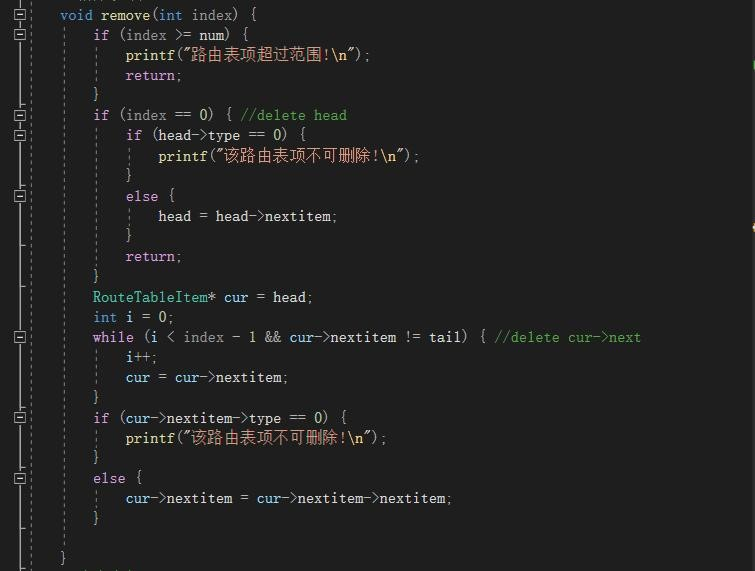 void remove(int index) {
if (index >= num) {
printf("路由表项超过范围!\n");
return;
}
if (index == 0) { //delete head
if (head->type == 0) {
printf("该路由表项不可删除!\n");
}
else {
head = head->nextitem;
}
return;
}
RouteTableItem* cur = head;
int i = 0;
while (i < index - 1 && cur->nextitem != tail) { //delete cur->next
i++;
cur = cur->nextitem;
}
if (cur->nextitem->type == 0) {
printf("该路由表项不可删除!\n");
}
else {
cur->nextitem = cur->nextitem->nextitem;
}
}